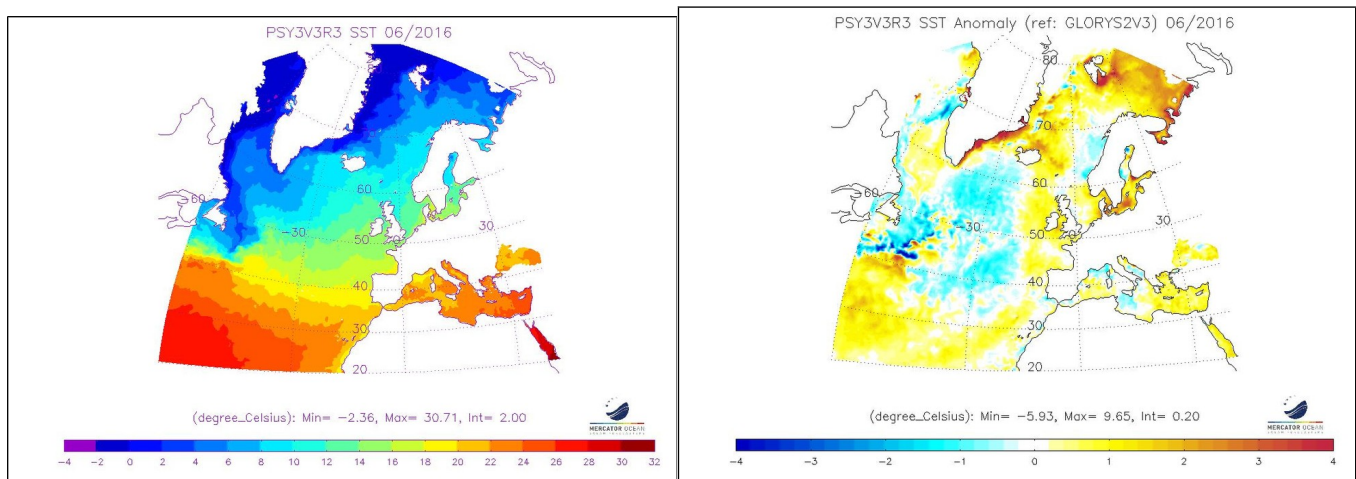 PSY3V3R3 SST 06/2016
80
70
60
-60
-30
50
0
30
40
30
20
(degree_Celsius): Min= -2.36, Max= 30.71, Int= 2.00
MERCATOR OCEAN
-4 -2 0 2 4 6 8 10 12 14 16 18 20 22 24 26 28 30 32
PSY3V3R3 SST Anomaly (ref: GLORYS2V3) 06/2016
80
70
60
-60
-30
50
0
30
40
30
20
(degree_Celsius): Min= -5.93, Max= 9.65, Int= 0.20
MERCATOR OCEAN
-4 -3 -2 -1 0 1 2 3 4